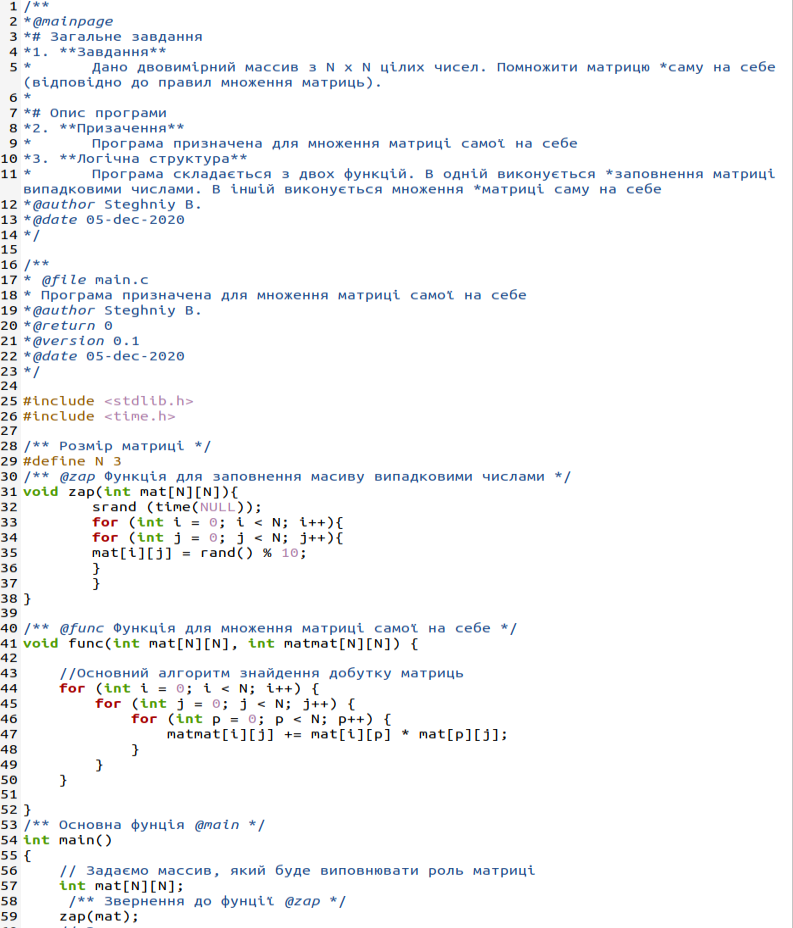 1 /**
2 *@mainpage
3 *# Загальне завдання
4 *1. **Завдання**
5 *       Дано двовимірний массив з N x N цілих чисел. Помножити матрицю *саму на себе
(відповідно до правил множення матриць).
6 *
7 *# Опис програми
8 *2. **Призачення**
9 *       Програма призначена для множення матриці самої на себе
10 *3. **Логічна структура**
11 *       Програма складається з двох функцій. В одній виконується *заповнення матриці
випадковими числами. В іншій виконується множення *матриці саму на себе
12 *@author Steghniy B.
13 *@date 05-dec-2020
14 */
15
16 /**
17 * @file main.c
18 * Програма призначена для множення матриці самої на себе
19 *@author Steghniy B.
20 *@return 0
21 *@version 0.1
22 *@date 05-dec-2020
23 */
24
25 #include <stdlib.h>
26 #include <time.h>
27
28 /** Розмір матриці */
29 #define N 3
30 /** @zap Функція для заповнення масиву випадковими числами */
31 void zap(int mat[N][N]){
32         srand (time(NULL));
33         for (int i = 0; i < N; i++){
34         for (int j = 0; j < N; j++){
35         mat[i][j] = rand() % 10;
36         }
37         }
38 }
39
40 /** @func Функція для множення матриці самої на себе */
41 void func(int mat[N][N], int matmat[N][N]) {
42
43     //Основний алгоритм знайдення добутку матриць
44     for (int i = 0; i < N; i++) {
45         for (int j = 0; j < N; j++) {
46             for (int p = 0; p < N; p++) {
47                 matmat[i][j] += mat[i][p] * mat[p][j];
48             }
49         }
50     }
51
52 }
53 /** Основна фунція @main */
54 int main()
55 {
56     // Задаємо массив, який буде виповнювати роль матриці
57     int mat[N][N];
58      /** Звернення до фунції @zap */
59     zap(mat);